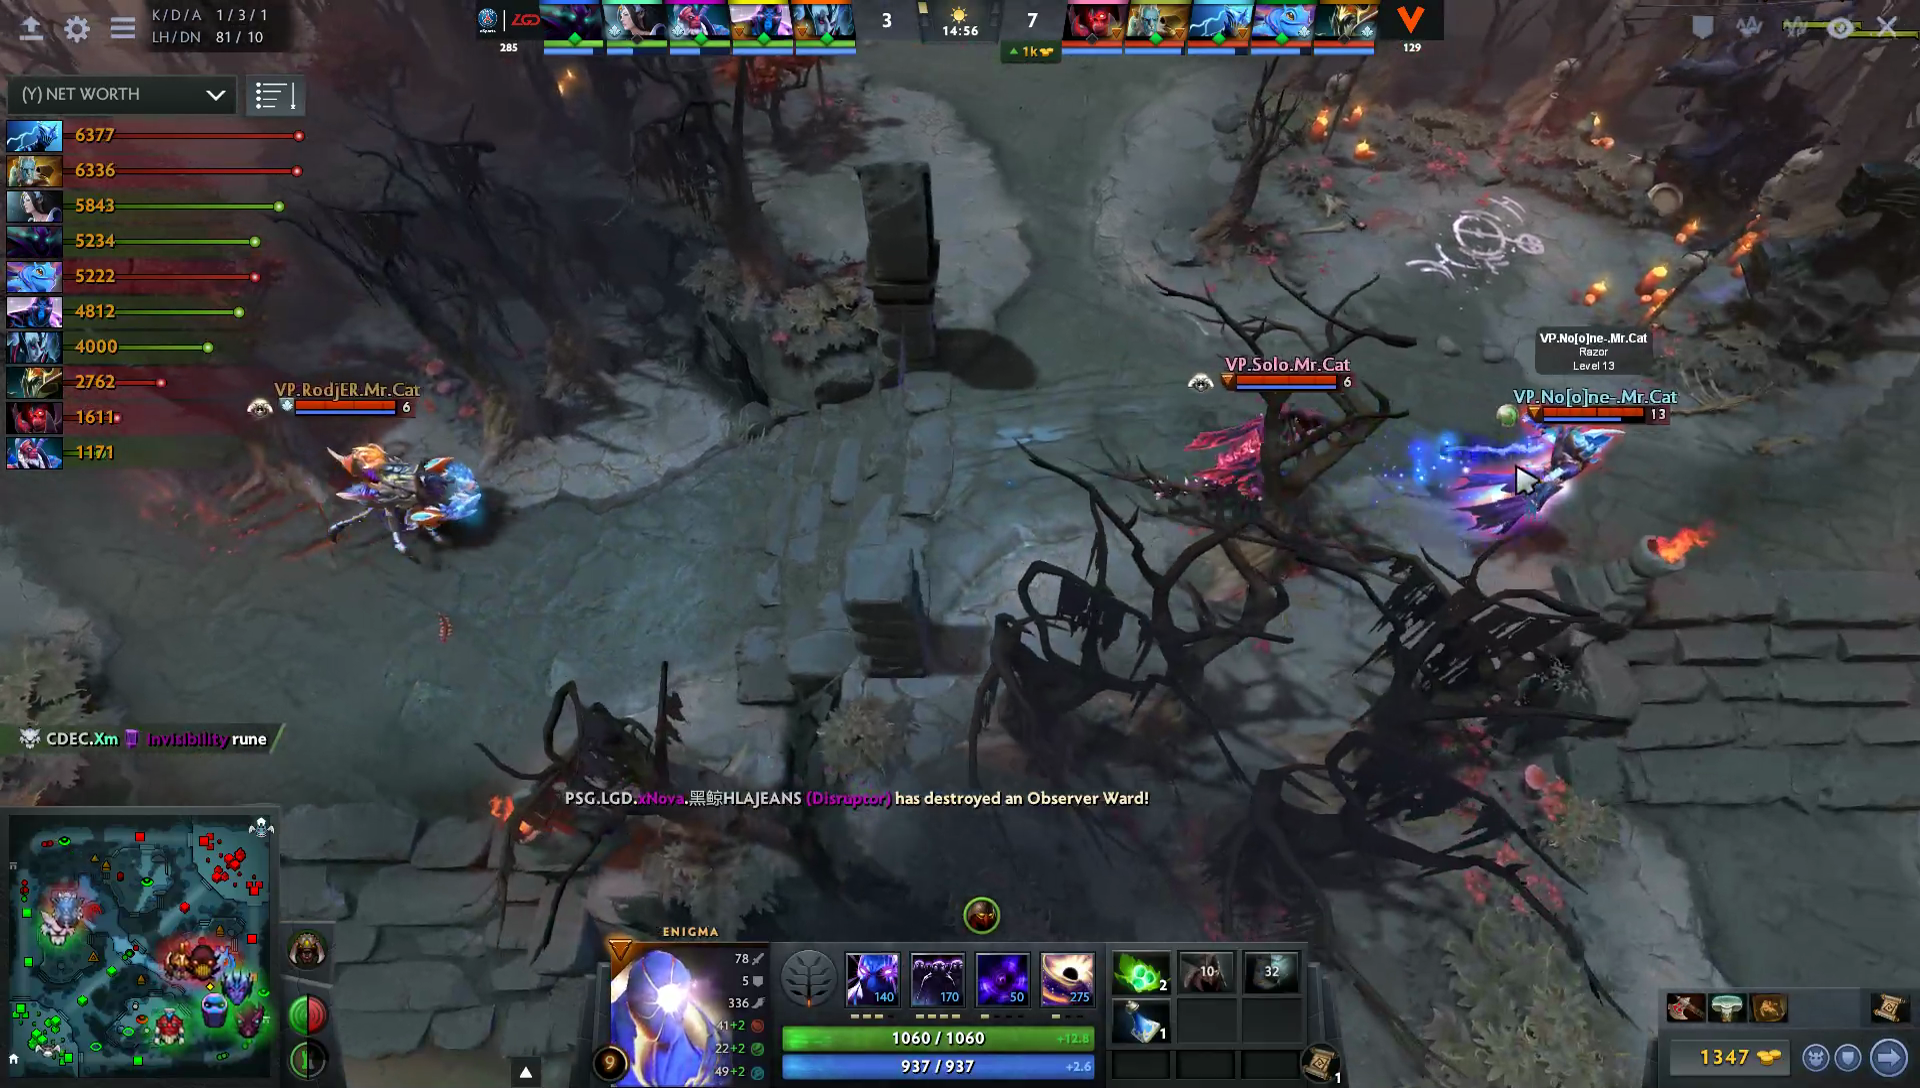 K/D/A 1/3/1
LH/DN 81/10
LGD
285
3
14:56
7
1k
129
(Y) NET WORTH
6377
6336
5843
5234
5222
4812
4000
2762
1611
1171
VP.RodjER.Mr.Cat
6
VP.Solo.Mr.Cat
6
VP.No[o]ne-.Mr.Cat
Razor
Level 13
VP.No[o]ne-.Mr.Cat
13
CDEC.Xm invisibility rune
PSG.LGD.xNova.黑鲸HLAJEANS (Disruptor) has destroyed an Observer Ward!
ENIGMA
78
5
336
41+2
22+2
49+2
9
140
170
50
275
1060 / 1060
+12.8
937 / 937
+2.6
2
10
32
1
1
1347